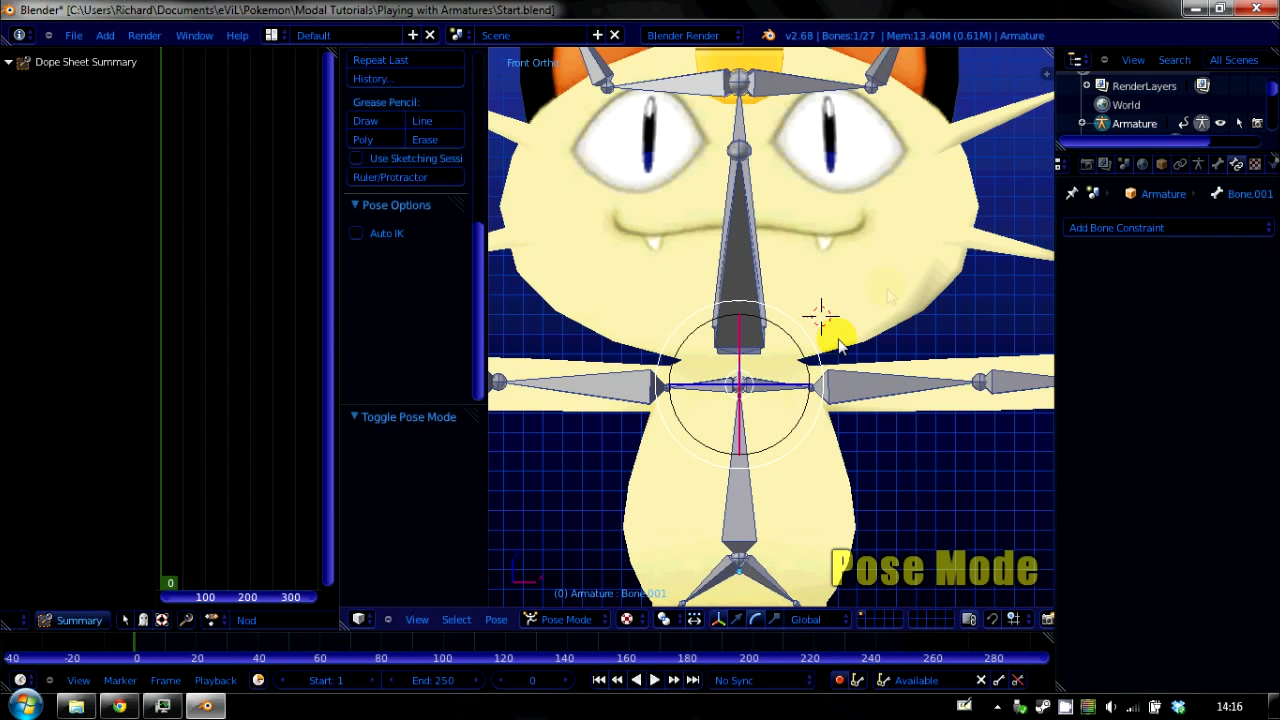 Blender* [C:\Users\Richard\Documents\eViL\Pokemon\Modal Tutorials\Playing with Armatures\Start.blend]
File Add Render Window Help Default Scene Blender Render v2.68 | Bones:1/27 | Mem:13.40M (0.61M) | Armature
Dope Sheet Summary
Repeat Last
History...
Grease Pencil:
Draw Line
Poly Erase
Use Sketching Sessi
Ruler/Protractor
Pose Options
Auto IK
Toggle Pose Mode
Front Ortho
View Search All Scenes
RenderLayers
World
Armature
Armature Bone.001
Add Bone Constraint
Pose Mode
(0) Armature : Bone.001
0
100 200 300
Summary Nod
View Select Pose Pose Mode Global
-40 -20 0 20 40 60 80 100 120 140 160 180 200 220 240 260 280
View Marker Frame Playback Start: 1 End: 250 0 No Sync Available
14:16